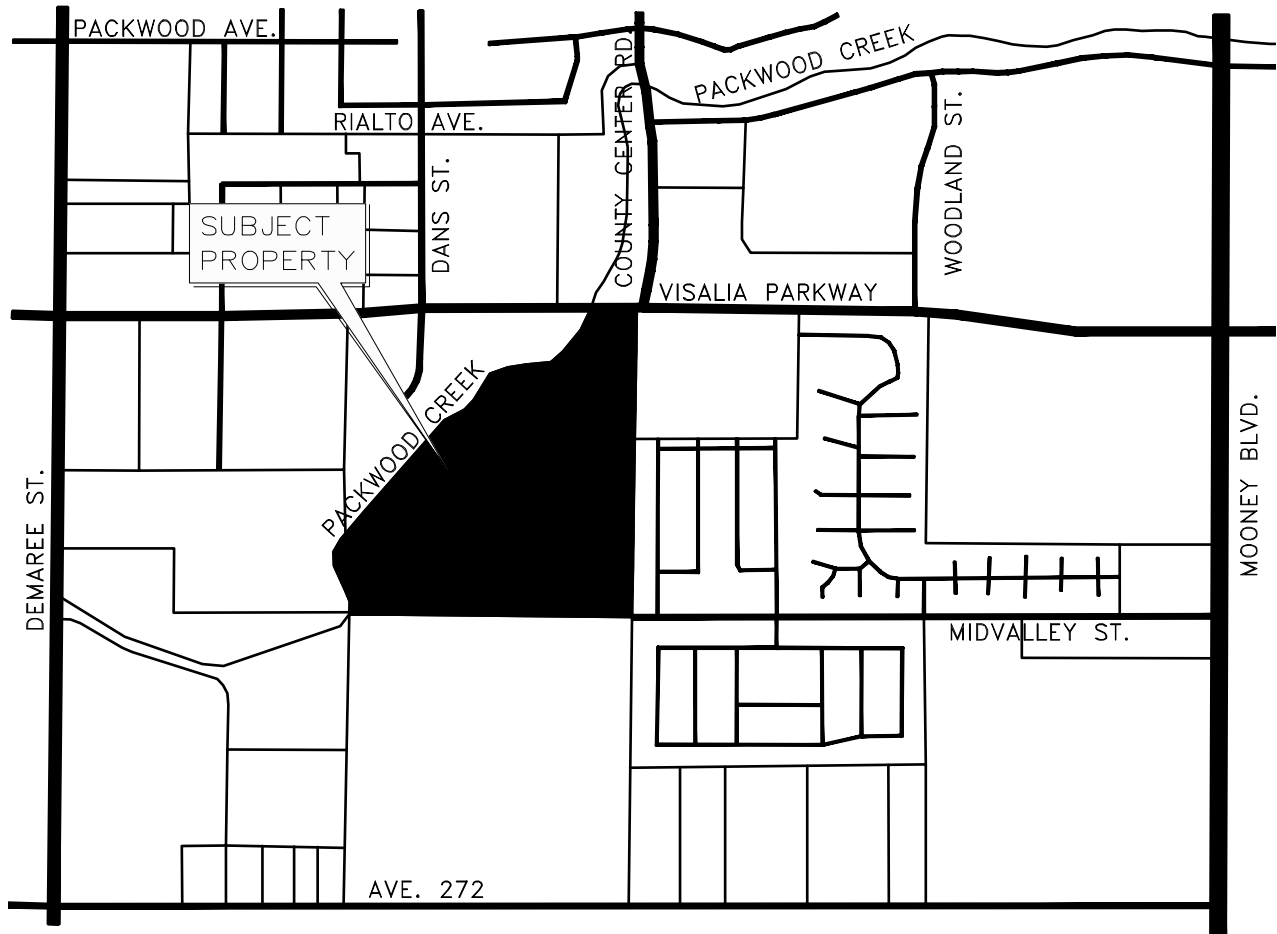 PACKWOOD AVE.
PACKWOOD CREEK
COUNTY CENTER RD.
RIALTO AVE.
DANS ST.
WOODLAND ST.
SUBJECT
PROPERTY
VISALIA PARKWAY
PACKWOOD CREEK
DEMAREE ST.
MOONEY BLVD.
MIDVALLEY ST.
AVE. 272